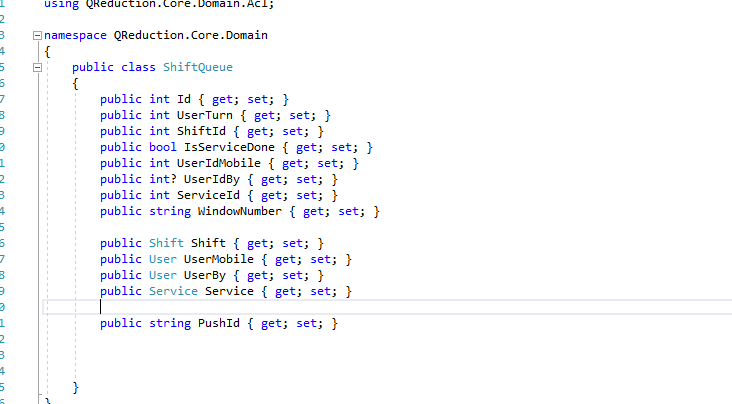 using QReduction.Core.Domain.Acl;
namespace QReduction.Core.Domain
{
public class ShiftQueue
{
public int Id { get; set; }
public int UserTurn { get; set; }
public int ShiftId { get; set; }
public bool IsServiceDone { get; set; }
public int UserIdMobile { get; set; }
public int? UserIdBy { get; set; }
public int ServiceId { get; set; }
public string WindowNumber { get; set; }
public Shift Shift { get; set; }
public User UserMobile { get; set; }
public User UserBy { get; set; }
public Service Service { get; set; }
public string PushId { get; set; }
}
}